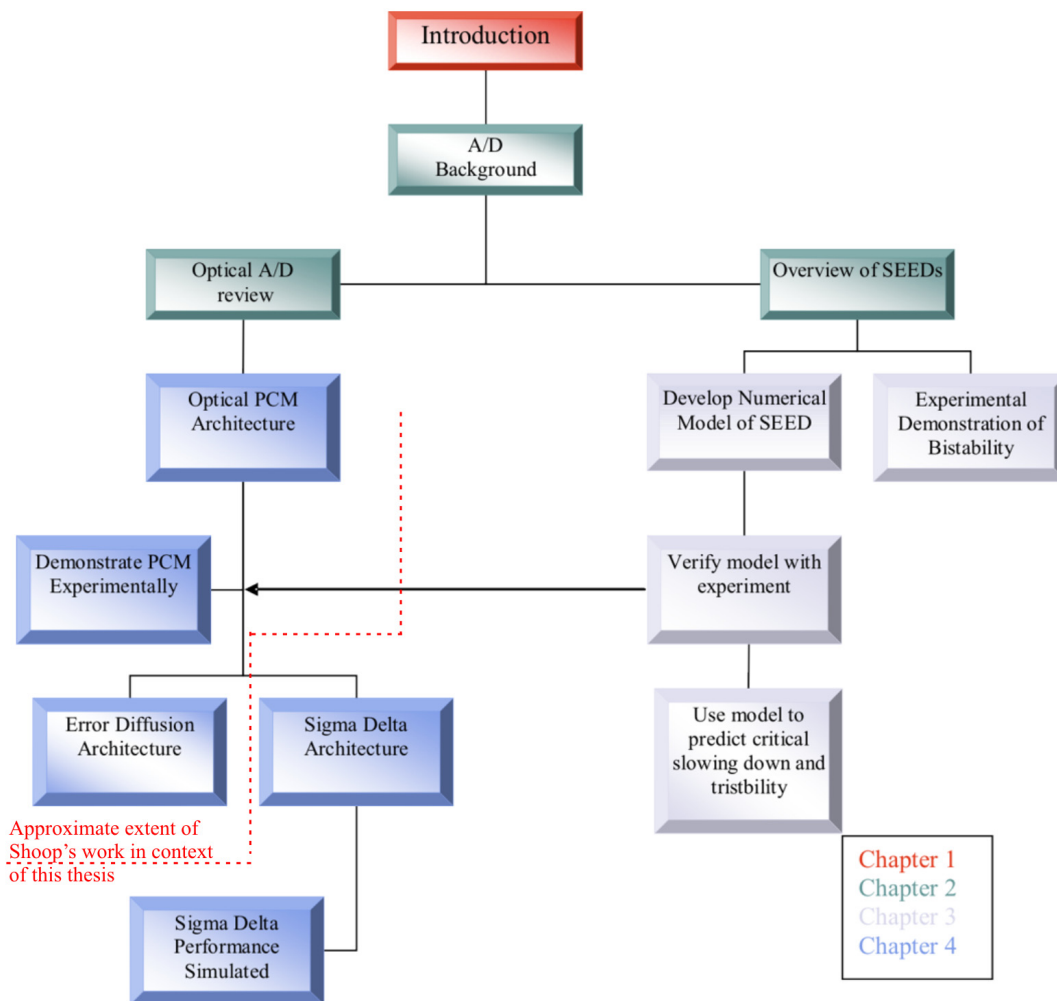 Introduction
A/D
Background
Optical A/D
review
Overview of SEEDs
Optical PCM
Architecture
Develop Numerical
Model of SEED
Experimental
Demonstration of
Bistability
Demonstrate PCM
Experimentally
Verify model with
experiment
Error Diffusion
Architecture
Sigma Delta
Architecture
Use model to
predict critical
slowing down and
tristbility
Approximate extent of
Shoop's work in context
of this thesis
Sigma Delta
Performance
Simulated
Chapter 1
Chapter 2
Chapter 3
Chapter 4